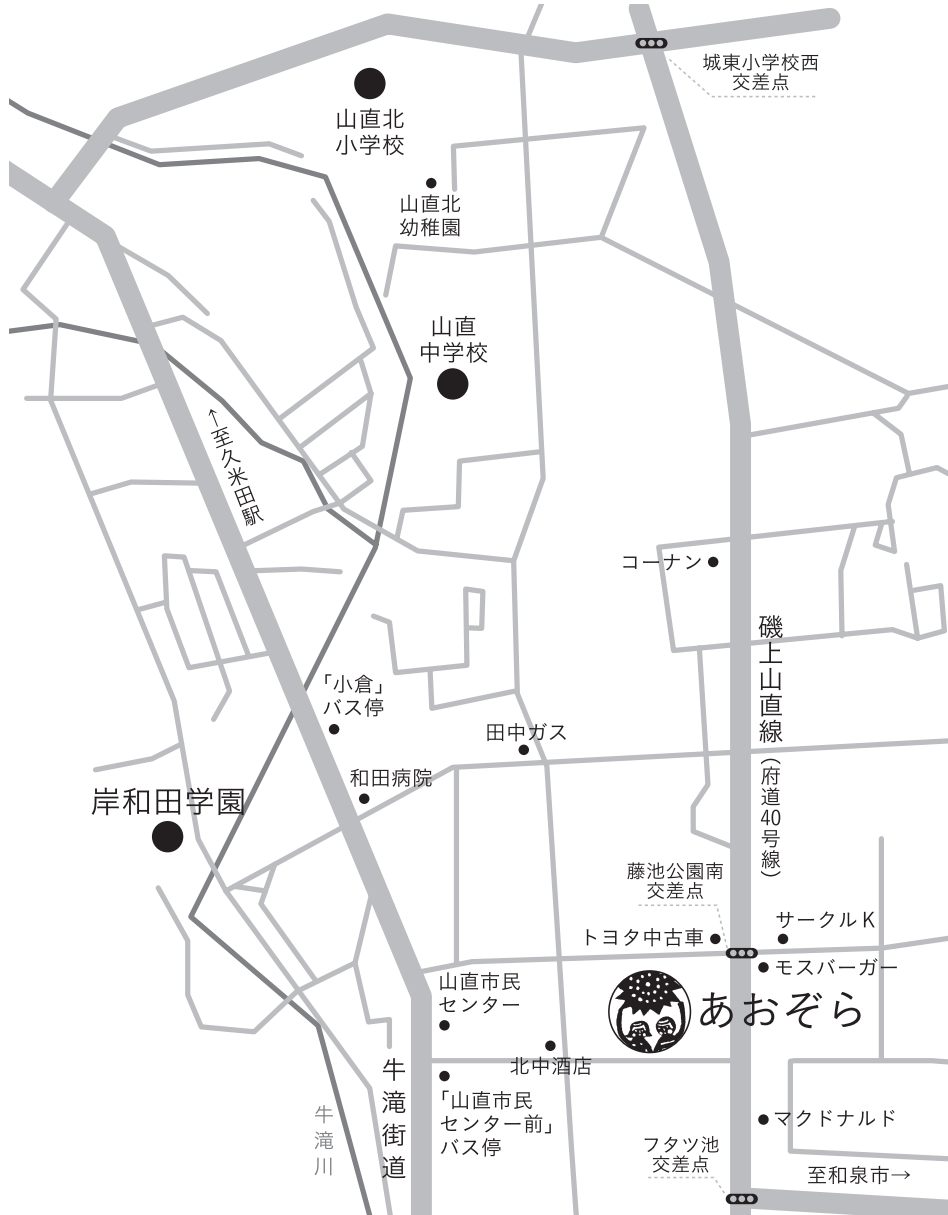 城東小学校西
交差点
山直北
小学校
山直北
幼稚園
山直
中学校
←至久米田駅
コーナン
磯上山直線(府道40号線)
「小倉」
バス停
田中ガス
和田病院
岸和田学園
藤池公園南
交差点
サークルK
トヨタ中古車
モスバーガー
山直市民
センター
あおぞら
北中酒店
牛滝街道
「山直市民
センター前」
バス停
牛滝川
マクドナルド
フタツ池
交差点
至和泉市→